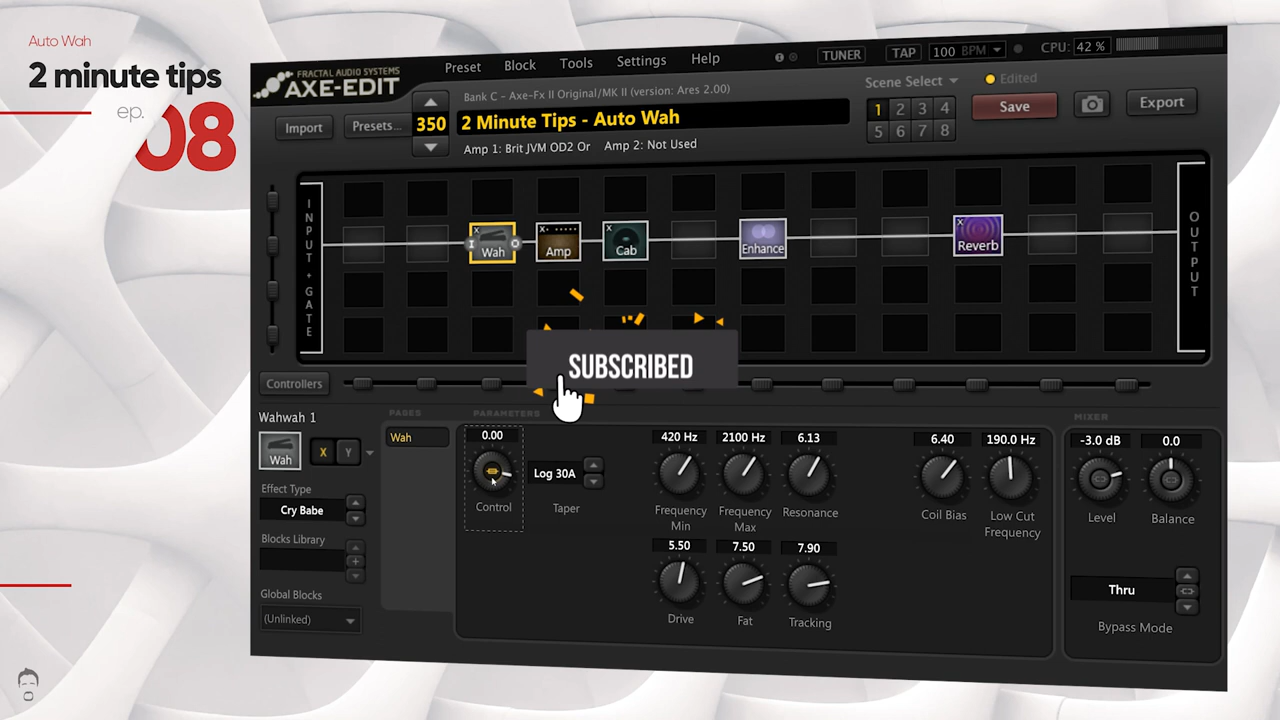 Auto Wah
2 minute tips
ep. 08
FRACTAL AUDIO SYSTEMS
AXE-EDIT
Preset Block Tools Settings Help
TUNER TAP 100 BPM CPU: 42 %
Import Presets... 350
Bank C - Axe-Fx II Original/MK II (version: Ares 2.00)
2 Minute Tips - Auto Wah
Amp 1: Brit JVM OD2 Or Amp 2: Not Used
Scene Select
1 2 3 4
5 6 7 8
Edited
Save Export
INPUT + GATE
X Wah
X Amp
X Cab
Enhance
X Reverb
OUTPUT
SUBSCRIBED
Controllers
Wahwah 1
Wah X Y
Effect Type
Cry Babe
Blocks Library
Global Blocks
(Unlinked)
PAGES
Wah
PARAMETERS
0.00
Control
Log 30A
Taper
420 Hz 2100 Hz 6.13
Frequency Min
Frequency Max
Resonance
6.40 190.0 Hz
Coil Bias
Low Cut Frequency
5.50 7.50 7.90
Drive Fat Tracking
MIXER
-3.0 dB 0.0
Level Balance
Thru
Bypass Mode